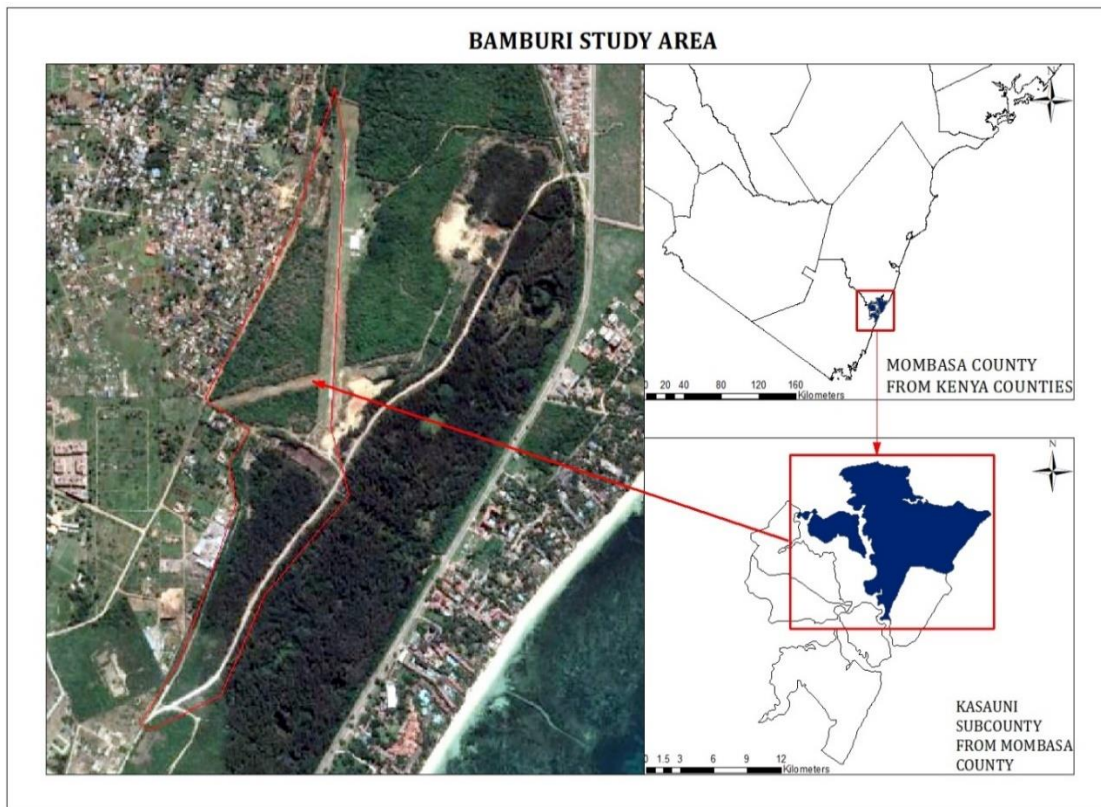 BAMBURI STUDY AREA
N
MOMBASA COUNTY
FROM KENYA COUNTIES
0 20 40 80 120 160
Kilometers
N
KASAUNI
SUBCOUNTY
FROM MOMBASA
COUNTY
0 1.5 3 6 9 12
Kilometers